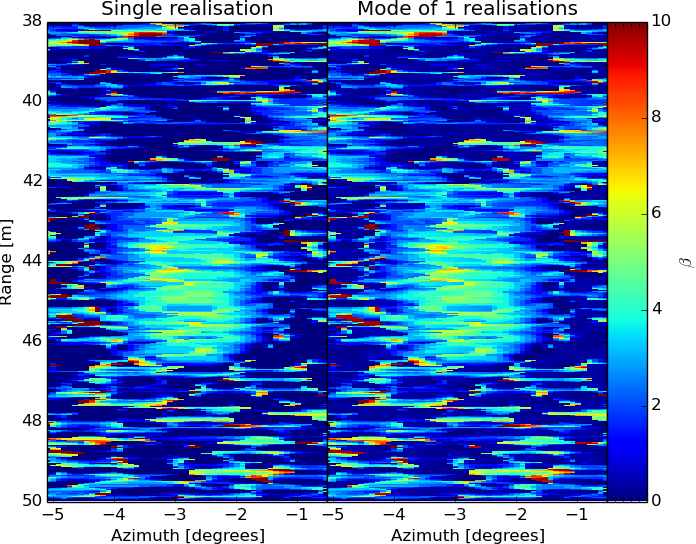 Single realisation
Mode of 1 realisations
38
40
42
44
46
48
50
Range [m]
−5 −4 −3 −2 −1
−5 −4 −3 −2 −1
Azimuth [degrees]
Azimuth [degrees]
10
8
6
4
2
0
β